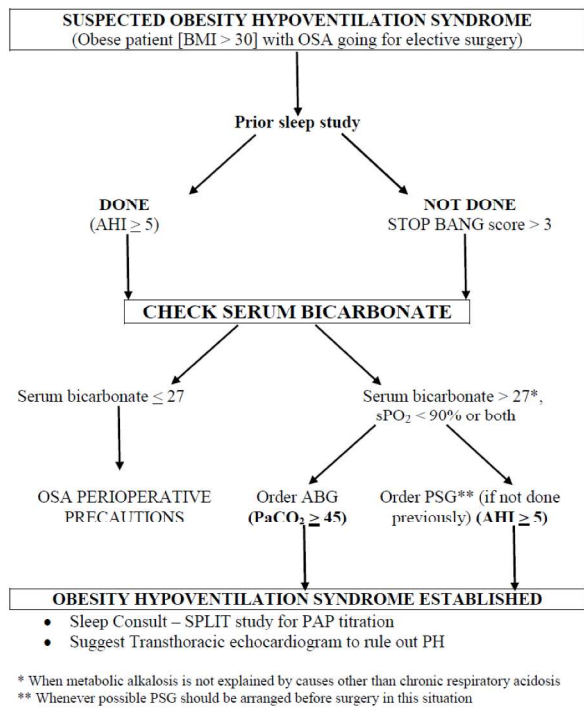 SUSPECTED OBESITY HYPOVENTILATION SYNDROME
(Obese patient [BMI > 30] with OSA going for elective surgery)
Prior sleep study
DONE
(AHI ≥ 5)
NOT DONE
STOP BANG score > 3
CHECK SERUM BICARBONATE
Serum bicarbonate ≤ 27
Serum bicarbonate > 27*,
sPO₂ < 90% or both
OSA PERIOPERATIVE
PRECAUTIONS
Order ABG
(PaCO₂ ≥ 45)
Order PSG** (if not done
previously) (AHI ≥ 5)
OBESITY HYPOVENTILATION SYNDROME ESTABLISHED
• Sleep Consult – SPLIT study for PAP titration
• Suggest Transthoracic echocardiogram to rule out PH
* When metabolic alkalosis is not explained by causes other than chronic respiratory acidosis
** Whenever possible PSG should be arranged before surgery in this situation